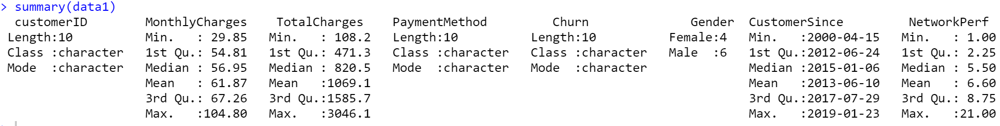 > summary(data1)
  customerID        MonthlyCharges    TotalCharges    PaymentMethod         Churn              Gender  CustomerSince         NetworkPerf
 Length:10          Min.   : 29.85   Min.   : 108.2   Length:10          Length:10          Female:4   Min.   :2000-04-15   Min.   : 1.00
 Class :character   1st Qu.: 54.81   1st Qu.: 471.3   Class :character   Class :character   Male  :6   1st Qu.:2012-06-24   1st Qu.: 2.25
 Mode  :character   Median : 56.95   Median : 820.5   Mode  :character   Mode  :character              Median :2015-01-06   Median : 5.50
                    Mean   : 61.87   Mean   :1069.1                                                    Mean   :2013-06-10   Mean   : 6.60
                    3rd Qu.: 67.26   3rd Qu.:1585.7                                                    3rd Qu.:2017-07-29   3rd Qu.: 8.75
                    Max.   :104.80   Max.   :3046.1                                                    Max.   :2019-01-23   Max.   :21.00